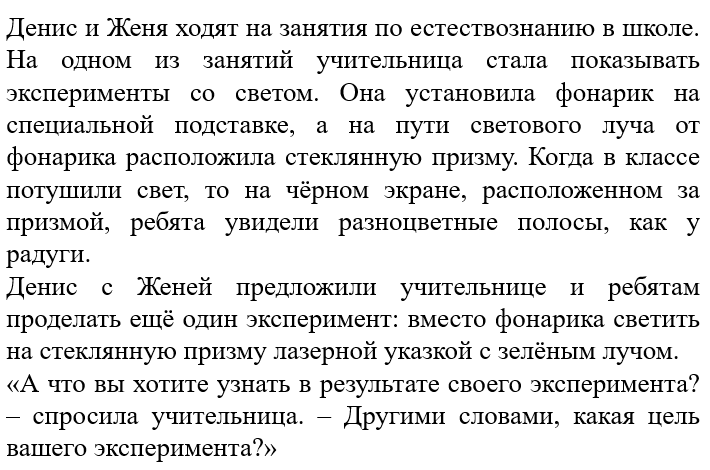 Денис и Женя ходят на занятия по естествознанию в школе.
На одном из занятий учительница стала показывать
эксперименты со светом. Она установила фонарик на
специальной подставке, а на пути светового луча от
фонарика расположила стеклянную призму. Когда в классе
потушили свет, то на чёрном экране, расположенном за
призмой, ребята увидели разноцветные полосы, как у
радуги.
Денис с Женей предложили учительнице и ребятам
проделать ещё один эксперимент: вместо фонарика светить
на стеклянную призму лазерной указкой с зелёным лучом.
«А что вы хотите узнать в результате своего эксперимента?
– спросила учительница. – Другими словами, какая цель
вашего эксперимента?»